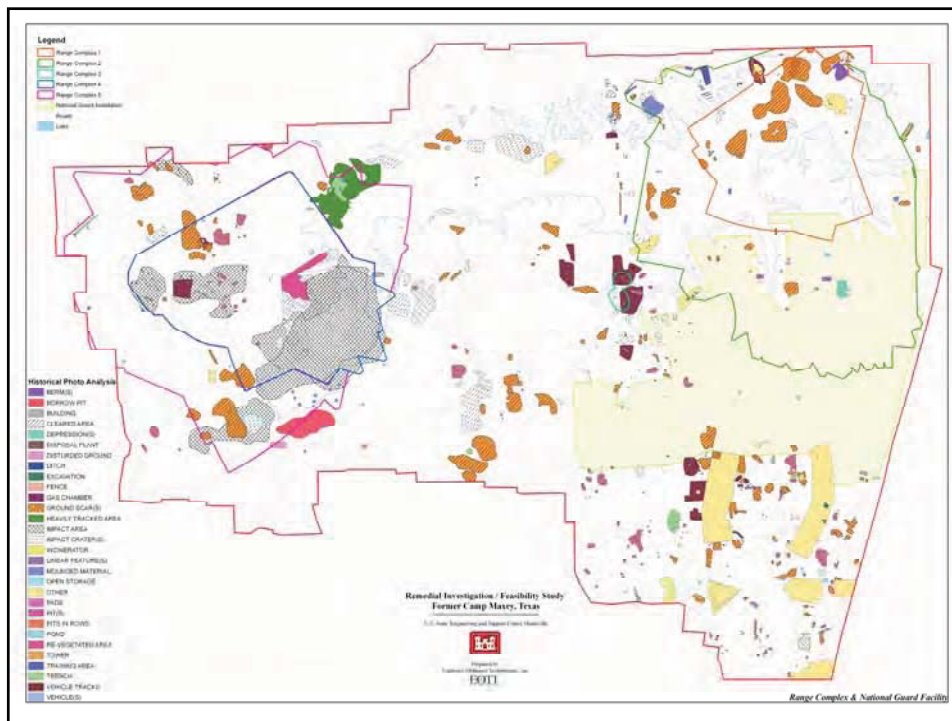 Legend
Range Complex 1
Range Complex 2
Range Complex 3
Range Complex 4
Range Complex 5
National Guard Installation
Roads
Lake
Historical Photo Analysis
BERM(S)
BORROW PIT
BUILDING
CLEARED AREA
DEPRESSION(S)
DISPOSAL PLANT
DISTURBED GROUND
DITCH
EXCAVATION
FENCE
GAS CHAMBER
GROUND SCAR(S)
HEAVILY TRACKED AREA
IMPACT AREA
IMPACT CRATER(S)
INCINERATOR
LINEAR FEATURE(S)
MOUNDED MATERIAL
OPEN STORAGE
OTHER
PADS
PIT(S)
PITS IN ROWS
POND
RE-VEGETATED AREA
TOWER
TRAINING AREA
TRENCH
VEHICLE TRACKS
VEHICLE(S)
Remedial Investigation / Feasibility Study
Former Camp Maxey, Texas
U.S. Army Engineering and Support Center, Huntsville
Prepared by
EOTI
Range Complex & National Guard Facility